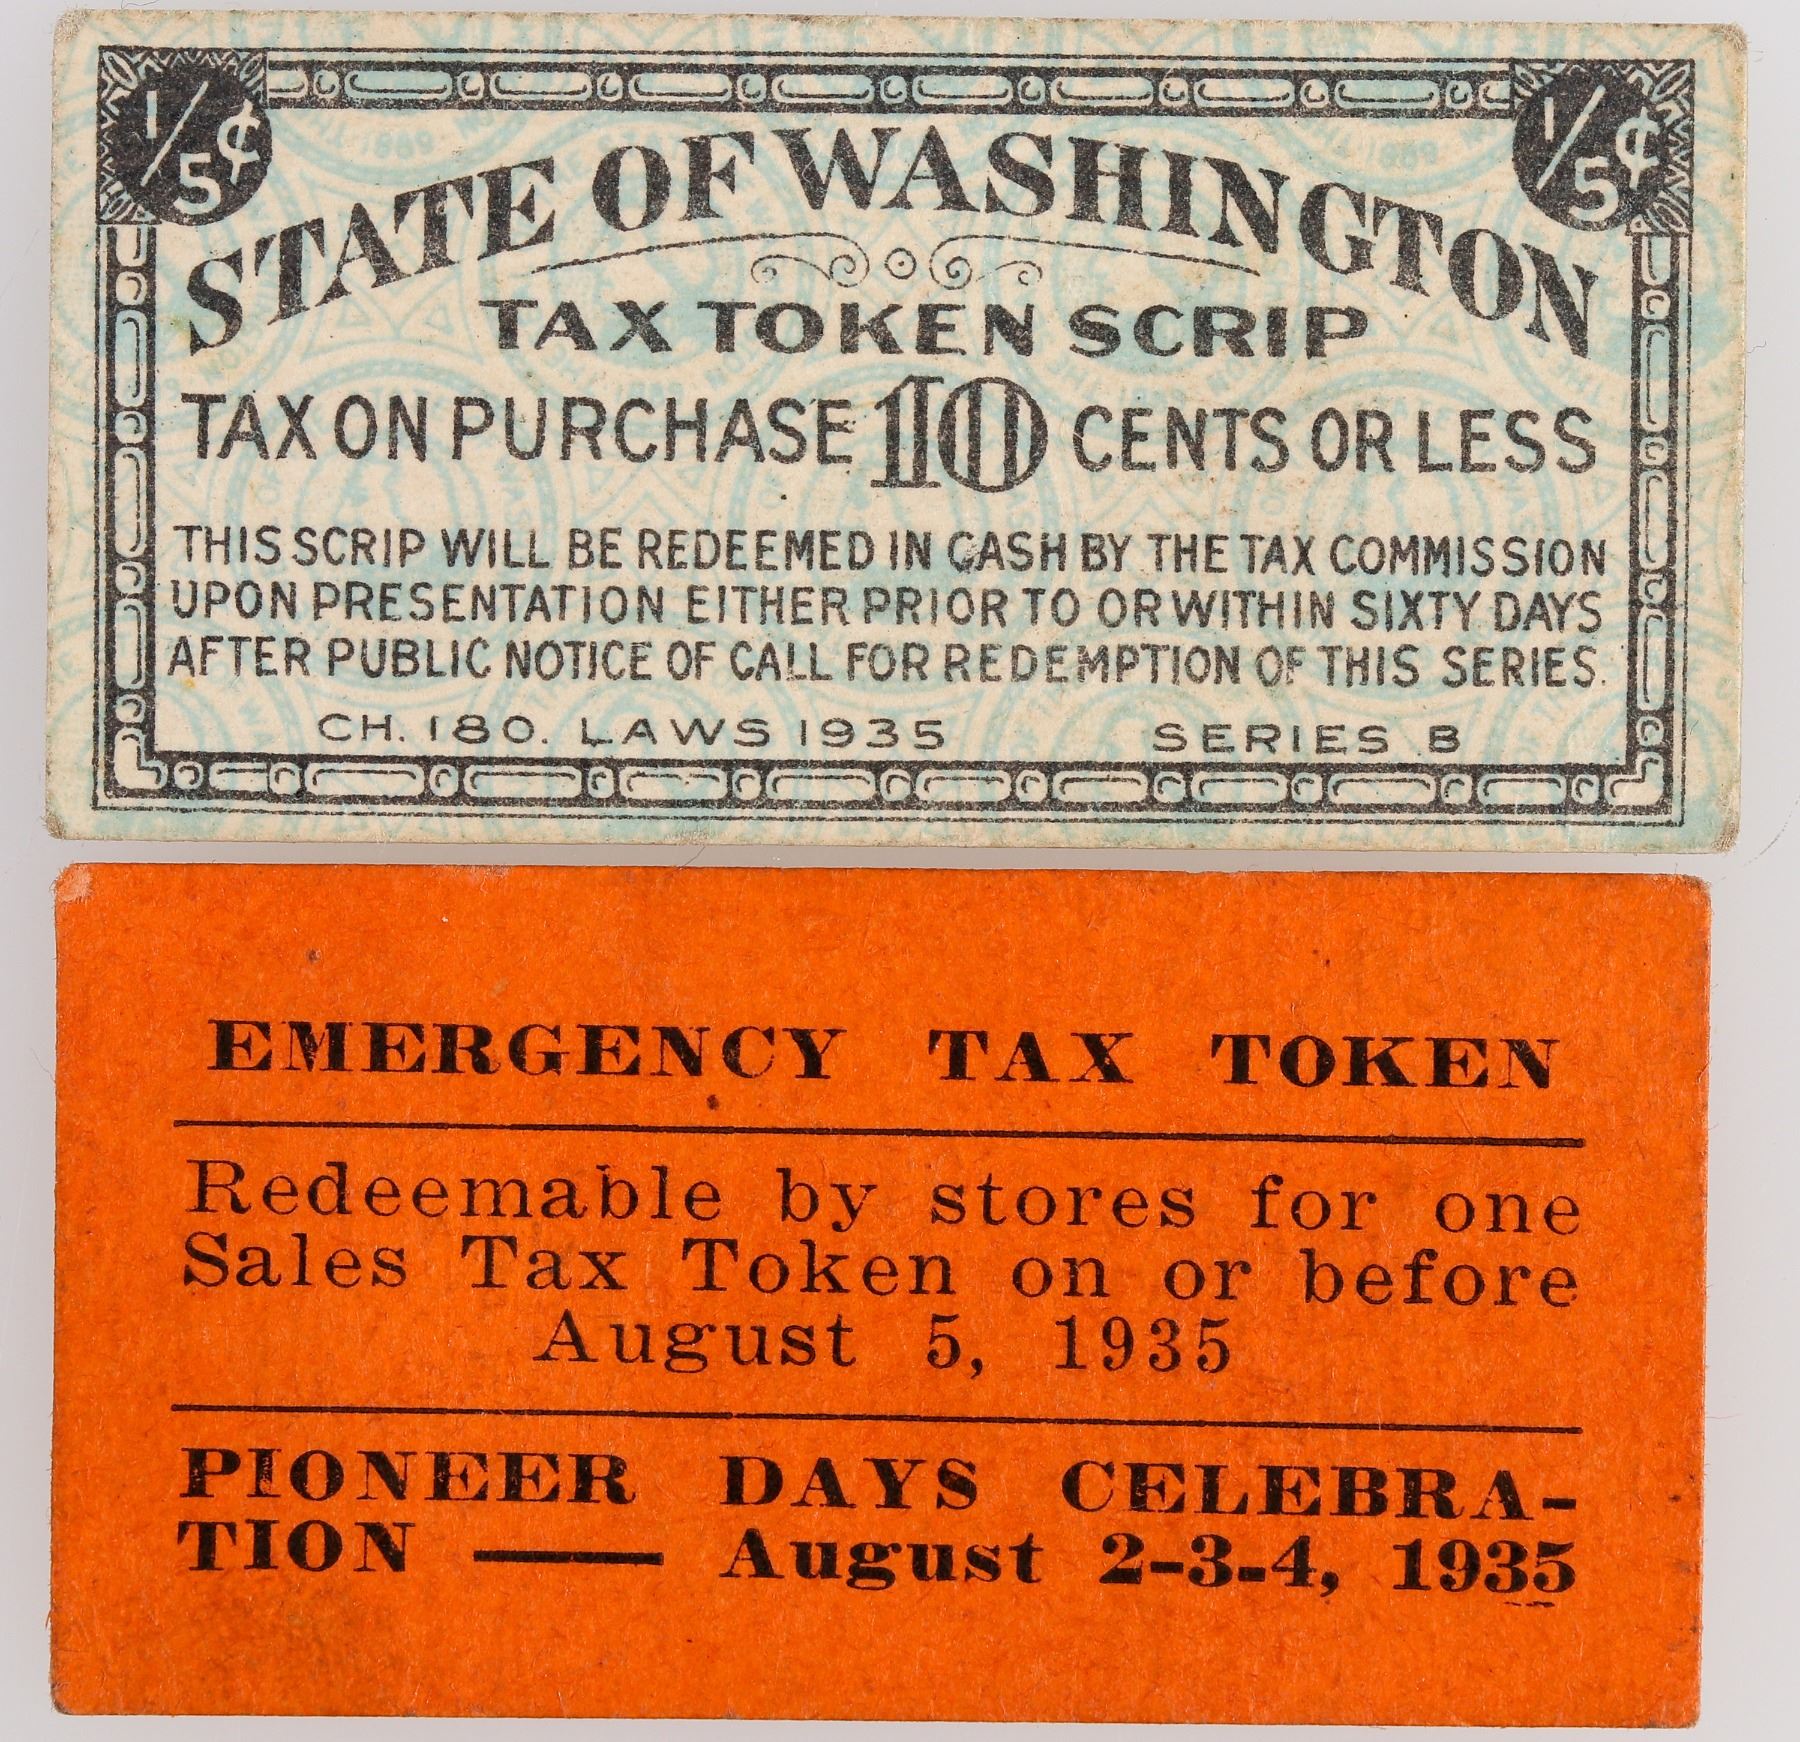 1/5¢ 1/5¢
STATE OF WASHINGTON
TAX TOKEN SCRIP
TAX ON PURCHASE 10 CENTS OR LESS
THIS SCRIP WILL BE REDEEMED IN CASH BY THE TAX COMMISSION
UPON PRESENTATION EITHER PRIOR TO OR WITHIN SIXTY DAYS
AFTER PUBLIC NOTICE OF CALL FOR REDEMPTION OF THIS SERIES.
CH. 180. LAWS 1935 SERIES B
EMERGENCY TAX TOKEN
Redeemable by stores for one
Sales Tax Token on or before
August 5, 1935
PIONEER DAYS CELEBRA-
TION — August 2-3-4, 1935